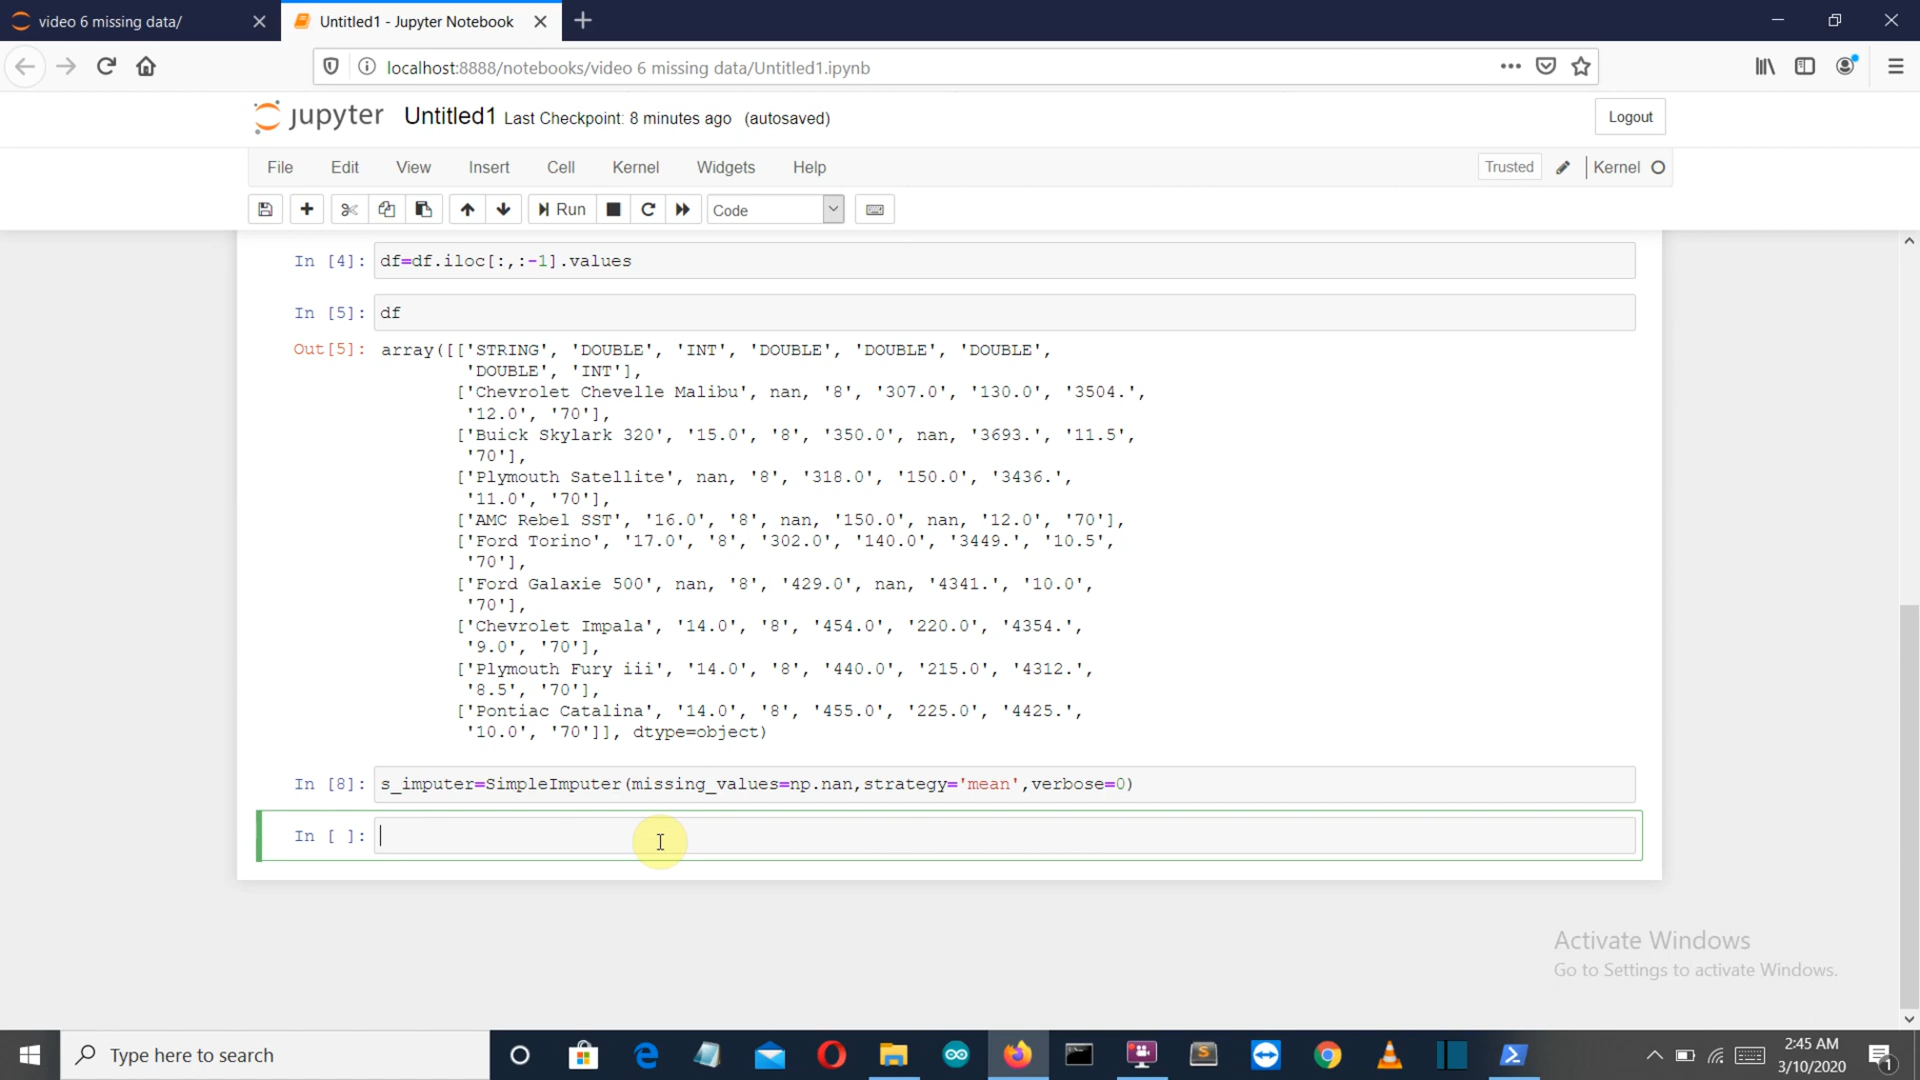 video 6 missing data/
Untitled1 - Jupyter Notebook
localhost:8888/notebooks/video 6 missing data/Untitled1.ipynb
jupyter Untitled1 Last Checkpoint: 8 minutes ago (autosaved)
Logout
File Edit View Insert Cell Kernel Widgets Help
Trusted Kernel
Run Code
In [4]: df=df.iloc[:,:-1].values
In [5]: df
Out[5]: array([['STRING', 'DOUBLE', 'INT', 'DOUBLE', 'DOUBLE', 'DOUBLE',
'DOUBLE', 'INT'],
['Chevrolet Chevelle Malibu', nan, '8', '307.0', '130.0', '3504.',
'12.0', '70'],
['Buick Skylark 320', '15.0', '8', '350.0', nan, '3693.', '11.5',
'70'],
['Plymouth Satellite', nan, '8', '318.0', '150.0', '3436.',
'11.0', '70'],
['AMC Rebel SST', '16.0', '8', nan, '150.0', nan, '12.0', '70'],
['Ford Torino', '17.0', '8', '302.0', '140.0', '3449.', '10.5',
'70'],
['Ford Galaxie 500', nan, '8', '429.0', nan, '4341.', '10.0',
'70'],
['Chevrolet Impala', '14.0', '8', '454.0', '220.0', '4354.',
'9.0', '70'],
['Plymouth Fury iii', '14.0', '8', '440.0', '215.0', '4312.',
'8.5', '70'],
['Pontiac Catalina', '14.0', '8', '455.0', '225.0', '4425.',
'10.0', '70']], dtype=object)
In [8]: s_imputer=SimpleImputer(missing_values=np.nan,strategy='mean',verbose=0)
In [ ]:
Activate Windows
Go to Settings to activate Windows.
Type here to search
2:45 AM
3/10/2020
1